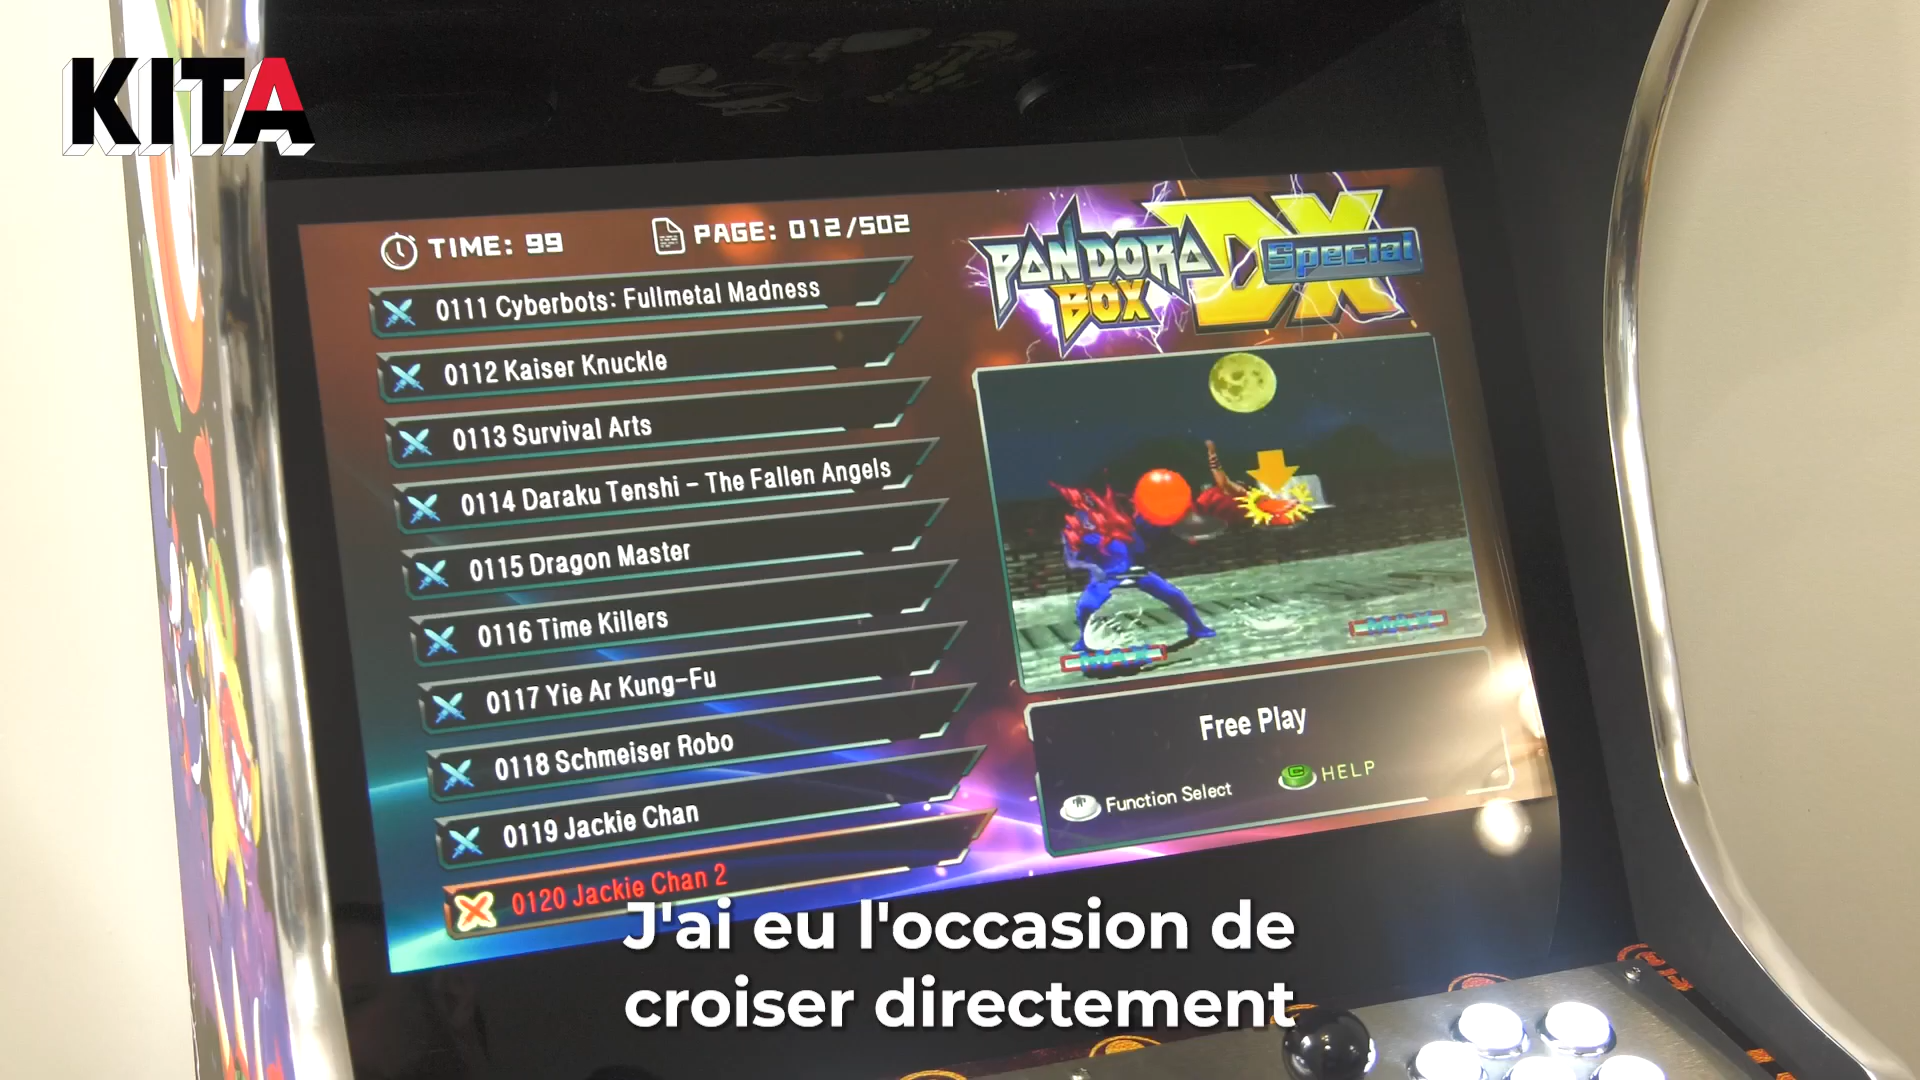 KITA
TIME: 99
PAGE: 012/502
PANDORA
BOX
DX
Special
0111 Cyberbots: Fullmetal Madness
0112 Kaiser Knuckle
0113 Survival Arts
0114 Daraku Tenshi - The Fallen Angels
0115 Dragon Master
0116 Time Killers
0117 Yie Ar Kung-Fu
0118 Schmeiser Robo
0119 Jackie Chan
0120 Jackie Chan 2
MAX
MAX
Free Play
Function Select
C HELP
J'ai eu l'occasion de
croiser directement